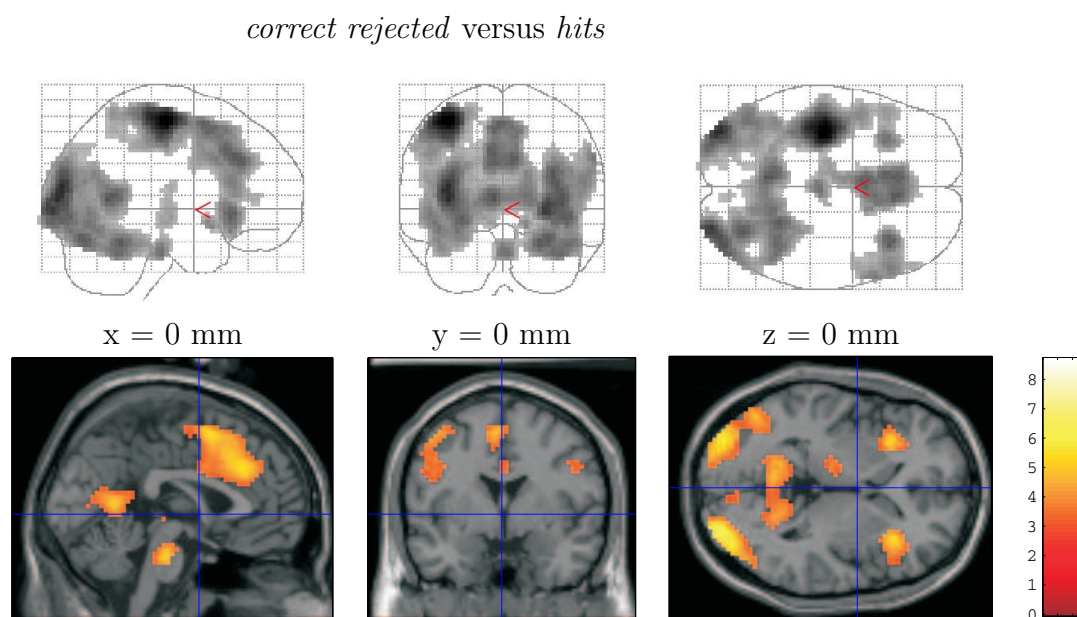 correct rejected versus hits
x = 0 mm
y = 0 mm
z = 0 mm
8
7
6
5
4
3
2
1
0